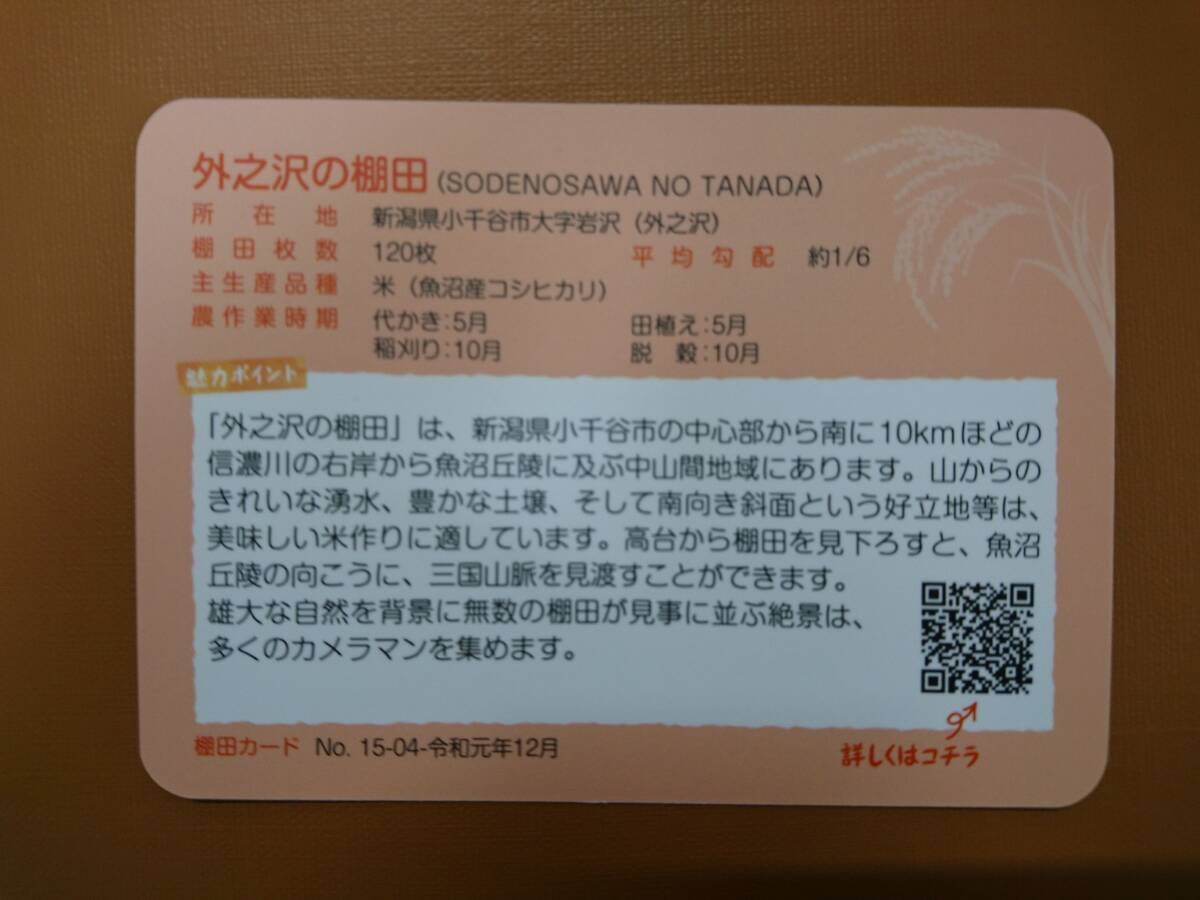 外之沢の棚田 (SODENOSAWA NO TANADA)
所在地 新潟県小千谷市大字岩沢（外之沢）
棚田枚数 120枚 平均勾配 約1/6
主生産品種 米（魚沼産コシヒカリ）
農作業時期 代かき：5月 田植え：5月
稲刈り：10月 脱穀：10月
魅力ポイント
「外之沢の棚田」は、新潟県小千谷市の中心部から南に10kmほどの
信濃川の右岸から魚沼丘陵に及ぶ中山間地域にあります。山からの
きれいな湧水、豊かな土壌、そして南向き斜面という好立地等は、
美味しい米作りに適しています。高台から棚田を見下ろすと、魚沼
丘陵の向こうに、三国山脈を見渡すことができます。
雄大な自然を背景に無数の棚田が見事に並ぶ絶景は、
多くのカメラマンを集めます。
棚田カード No. 15-04-令和元年12月
詳しくはコチラ